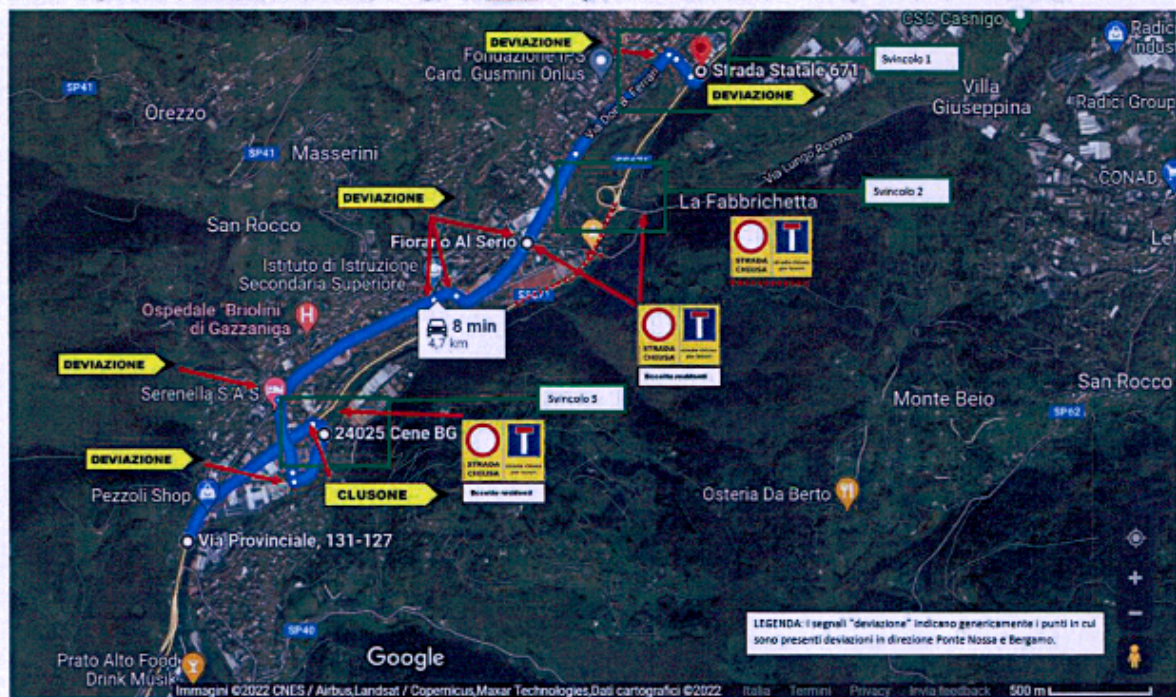 CSC Casnigo
DEVIAZIONE
Fondazione IPS
Card. Gusmini Onlus
Radici
Indus
Svincolo 1
SP41
Strada Statale 671
DEVIAZIONE
Villa
Giuseppina
Radici Group
Orezzo
SP41
Masserini
Via Lungo Romna
CONAD
DEVIAZIONE
Svincolo 2
La Fabbrichetta
San Rocco
Fiorano Al Serio
STRADA
CHIUSA
Istituto di Istruzione
Secondaria Superiore
SP671
Ospedale "Briolini"
di Gazzaniga
8 min
4,7 km
STRADA
CHIUSA
Eccetto residenti
DEVIAZIONE
Serenella S A S
Svincolo 3
San Rocco
Monte Beio
SP62
24025 Cene BG
STRADA
CHIUSA
Eccetto residenti
DEVIAZIONE
Pezzoli Shop
CLUSONE
Osteria Da Berto
Via Provinciale, 131-127
LEGENDA: I segnali "deviazione" indicano genericamente i punti in cui
sono presenti deviazioni in direzione Ponte Nossa e Bergamo.
SP40
Google
Prato Alto Food
Drink Musik
Immagini ©2022 CNES / Airbus,Landsat / Copernicus,Maxar Technologies,Dati cartografici ©2022
Italia
Termini
Privacy
Invia feedback
500 m